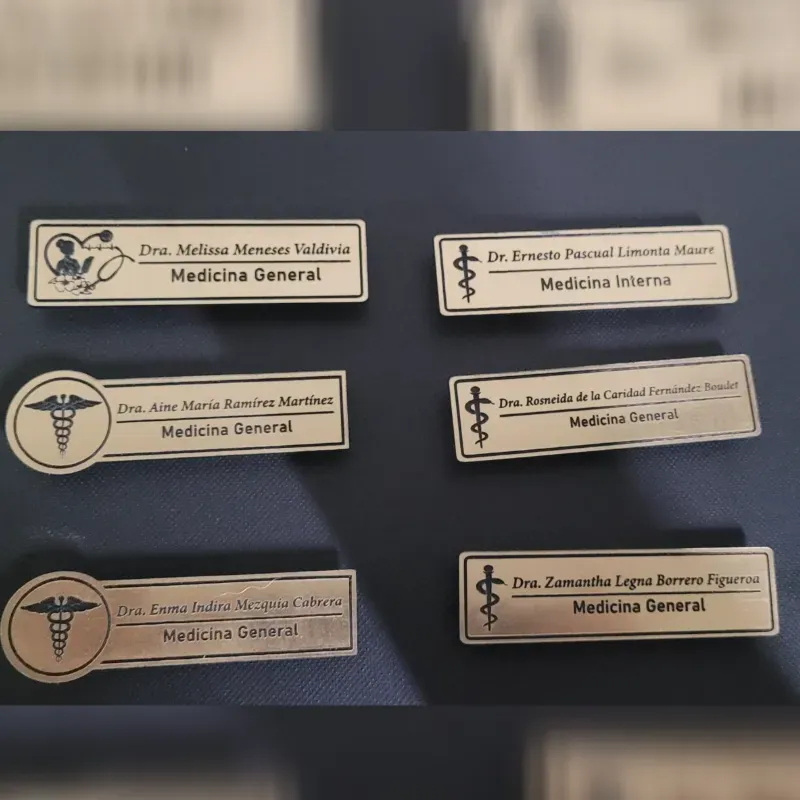 Dra. Melissa Meneses Valdivia
Medicina General
Dr. Ernesto Pascual Limonta Maure
Medicina Interna
Dra. Aine María Ramírez Martínez
Medicina General
Dra. Rosneida de la Caridad Fernández Boudet
Medicina General
Dra. Enma Indira Mezquia Cabrera
Medicina General
Dra. Zamantha Legna Borrero Figueroa
Medicina General